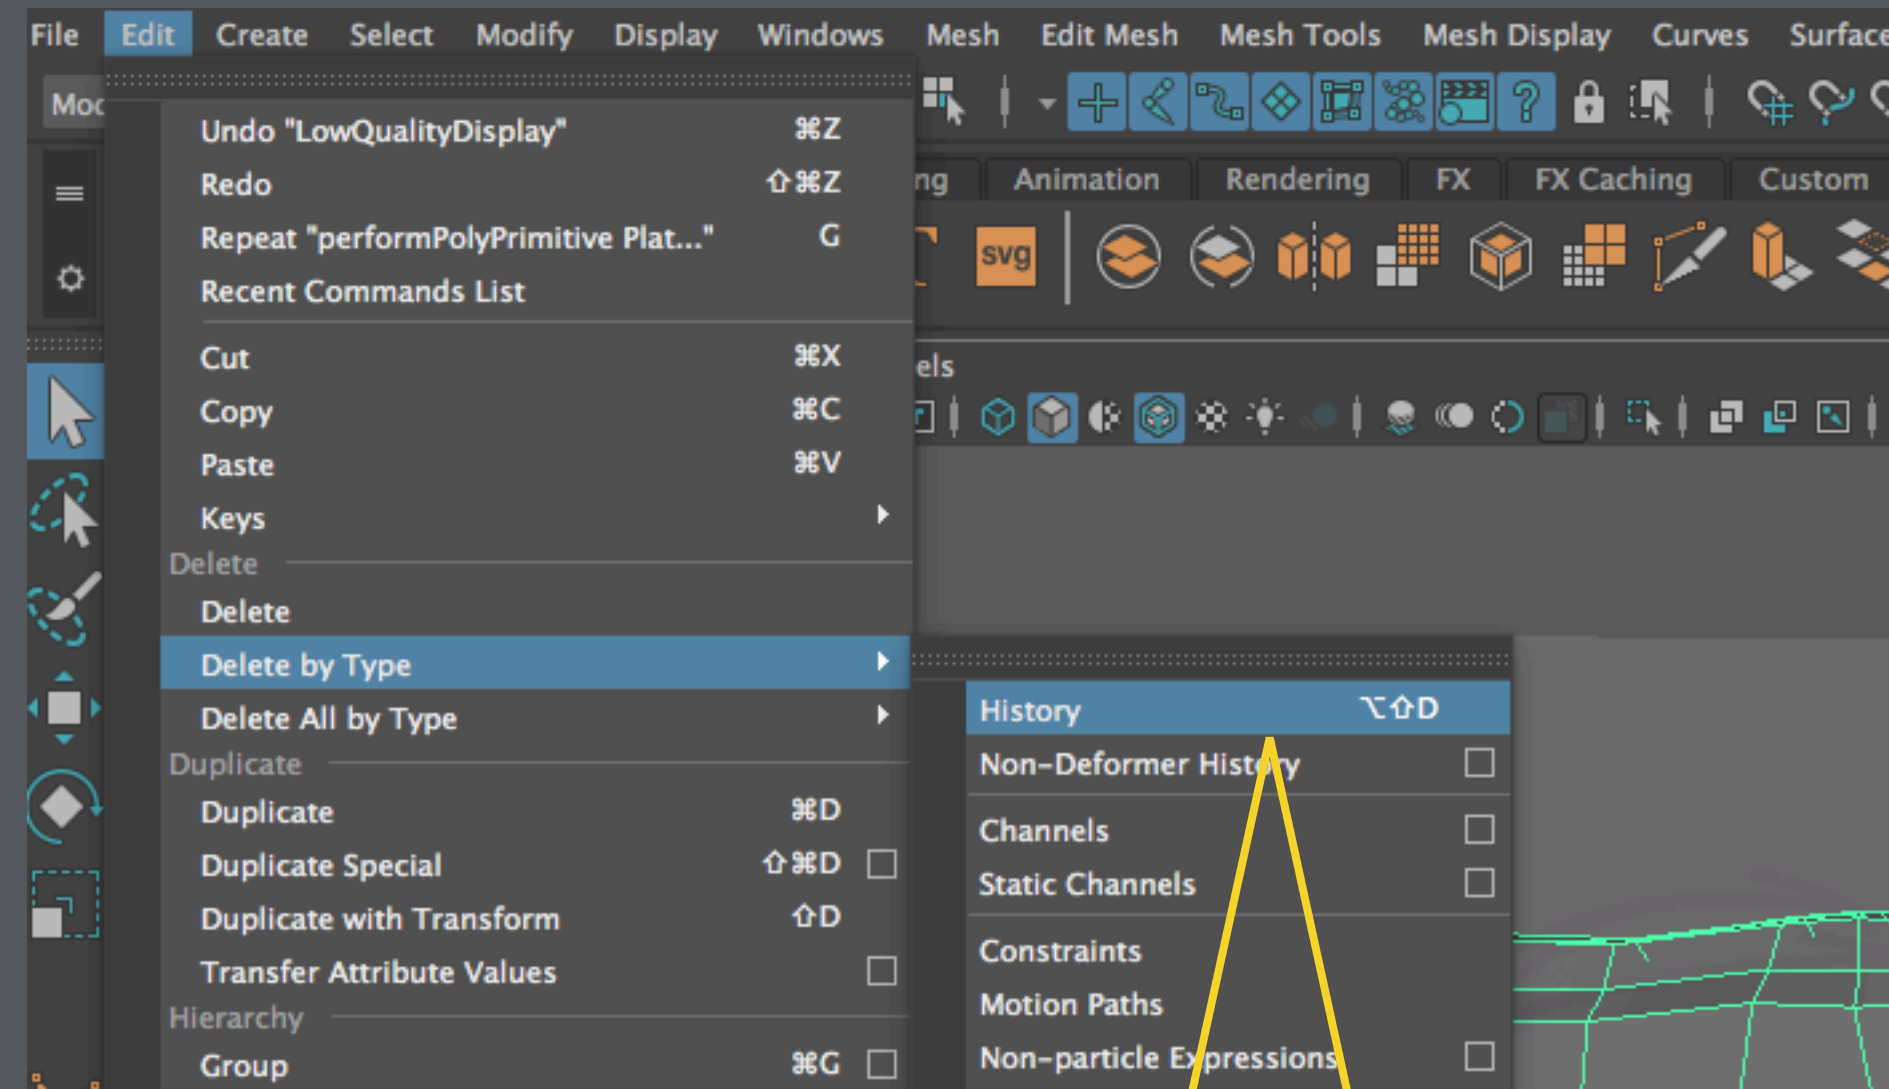 File Edit Create Select Modify Display Windows Mesh Edit Mesh Mesh Tools Mesh Display Curves Surface
Undo "LowQualityDisplay" ⌘Z
Redo ⇧⌘Z
Repeat "performPolyPrimitive Plat..." G
Recent Commands List
Cut ⌘X
Copy ⌘C
Paste ⌘V
Keys
Delete
Delete
Delete by Type
Delete All by Type
Duplicate
Duplicate ⌘D
Duplicate Special ⇧⌘D
Duplicate with Transform ⇧D
Transfer Attribute Values
Hierarchy
Group ⌘G
Animation Rendering FX FX Caching Custom
svg
History ⌥⇧D
Non-Deformer History
Channels
Static Channels
Constraints
Motion Paths
Non-particle Expressions